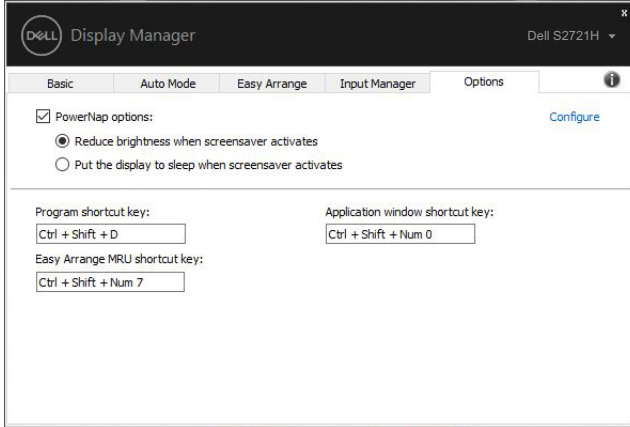 x
DELL Display Manager
Dell S2721H
Basic Auto Mode Easy Arrange Input Manager Options i
PowerNap options: Configure
Reduce brightness when screensaver activates
Put the display to sleep when screensaver activates
Program shortcut key: Application window shortcut key:
Ctrl + Shift + D Ctrl + Shift + Num 0
Easy Arrange MRU shortcut key:
Ctrl + Shift + Num 7